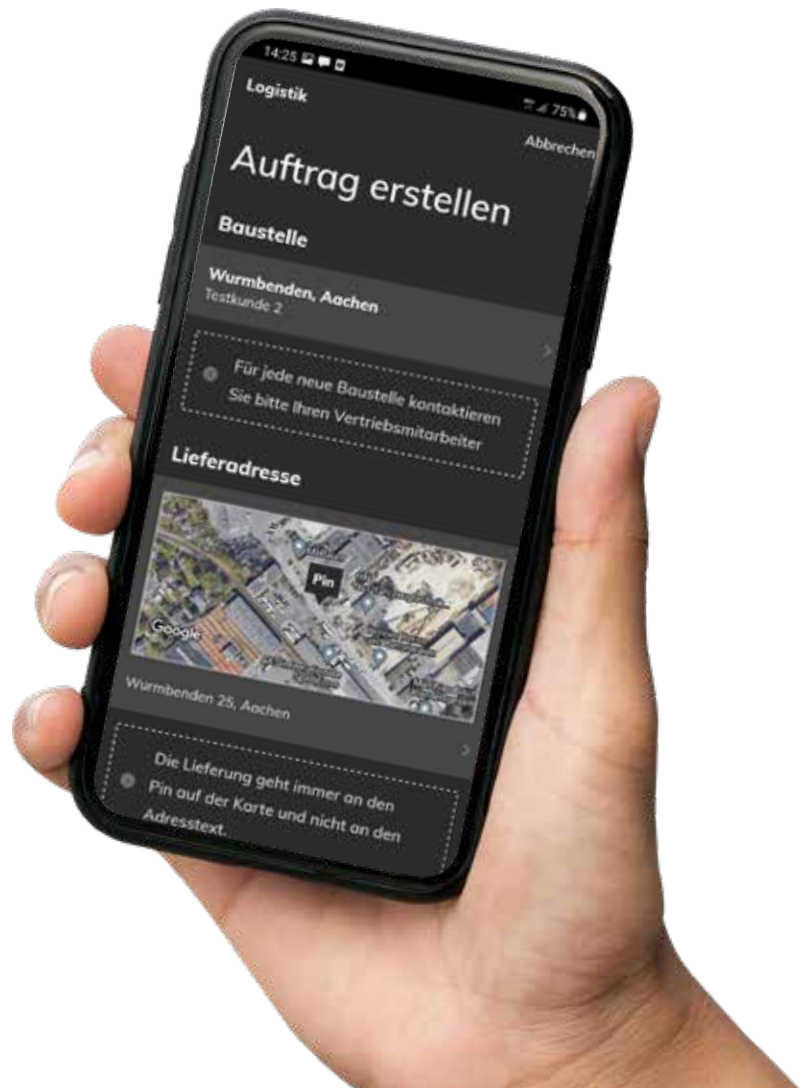 14:25
75%
Logistik
Abbrechen
Auftrag erstellen
Baustelle
Wurmbenden, Aachen
Testkunde 2
Für jede neue Baustelle kontaktieren
Sie bitte Ihren Vertriebsmitarbeiter
Lieferadresse
Pin
Google
Wurmbenden 25, Aachen
Die Lieferung geht immer an den
Pin auf der Karte und nicht an den
Adresstext.